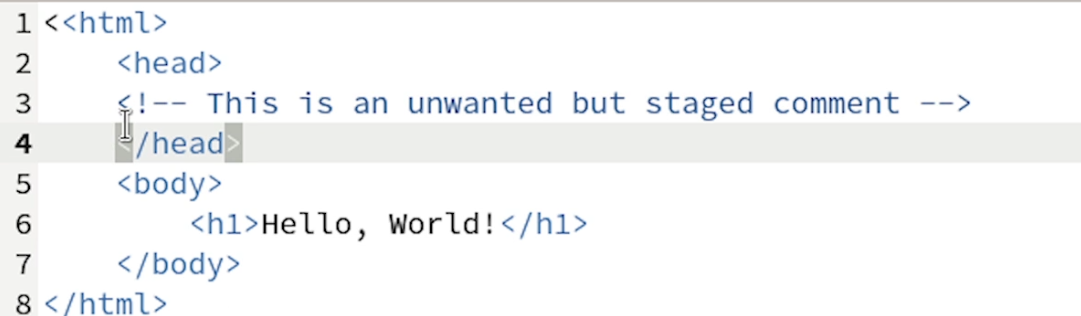 1 <<html>
2 <head>
3 <!-- This is an unwanted but staged comment -->
4 </head>
5 <body>
6 <h1>Hello, World!</h1>
7 </body>
8 </html>